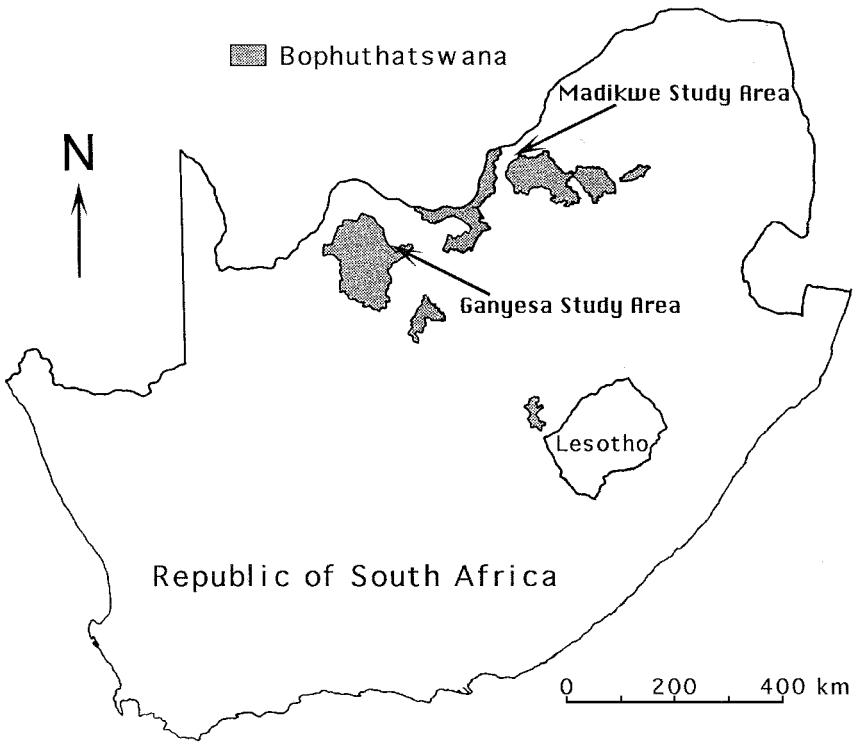 Bophuthatswana
Madikwe Study Area
N
Ganyesa Study Area
Lesotho
Republic of South Africa
0 200 400 km